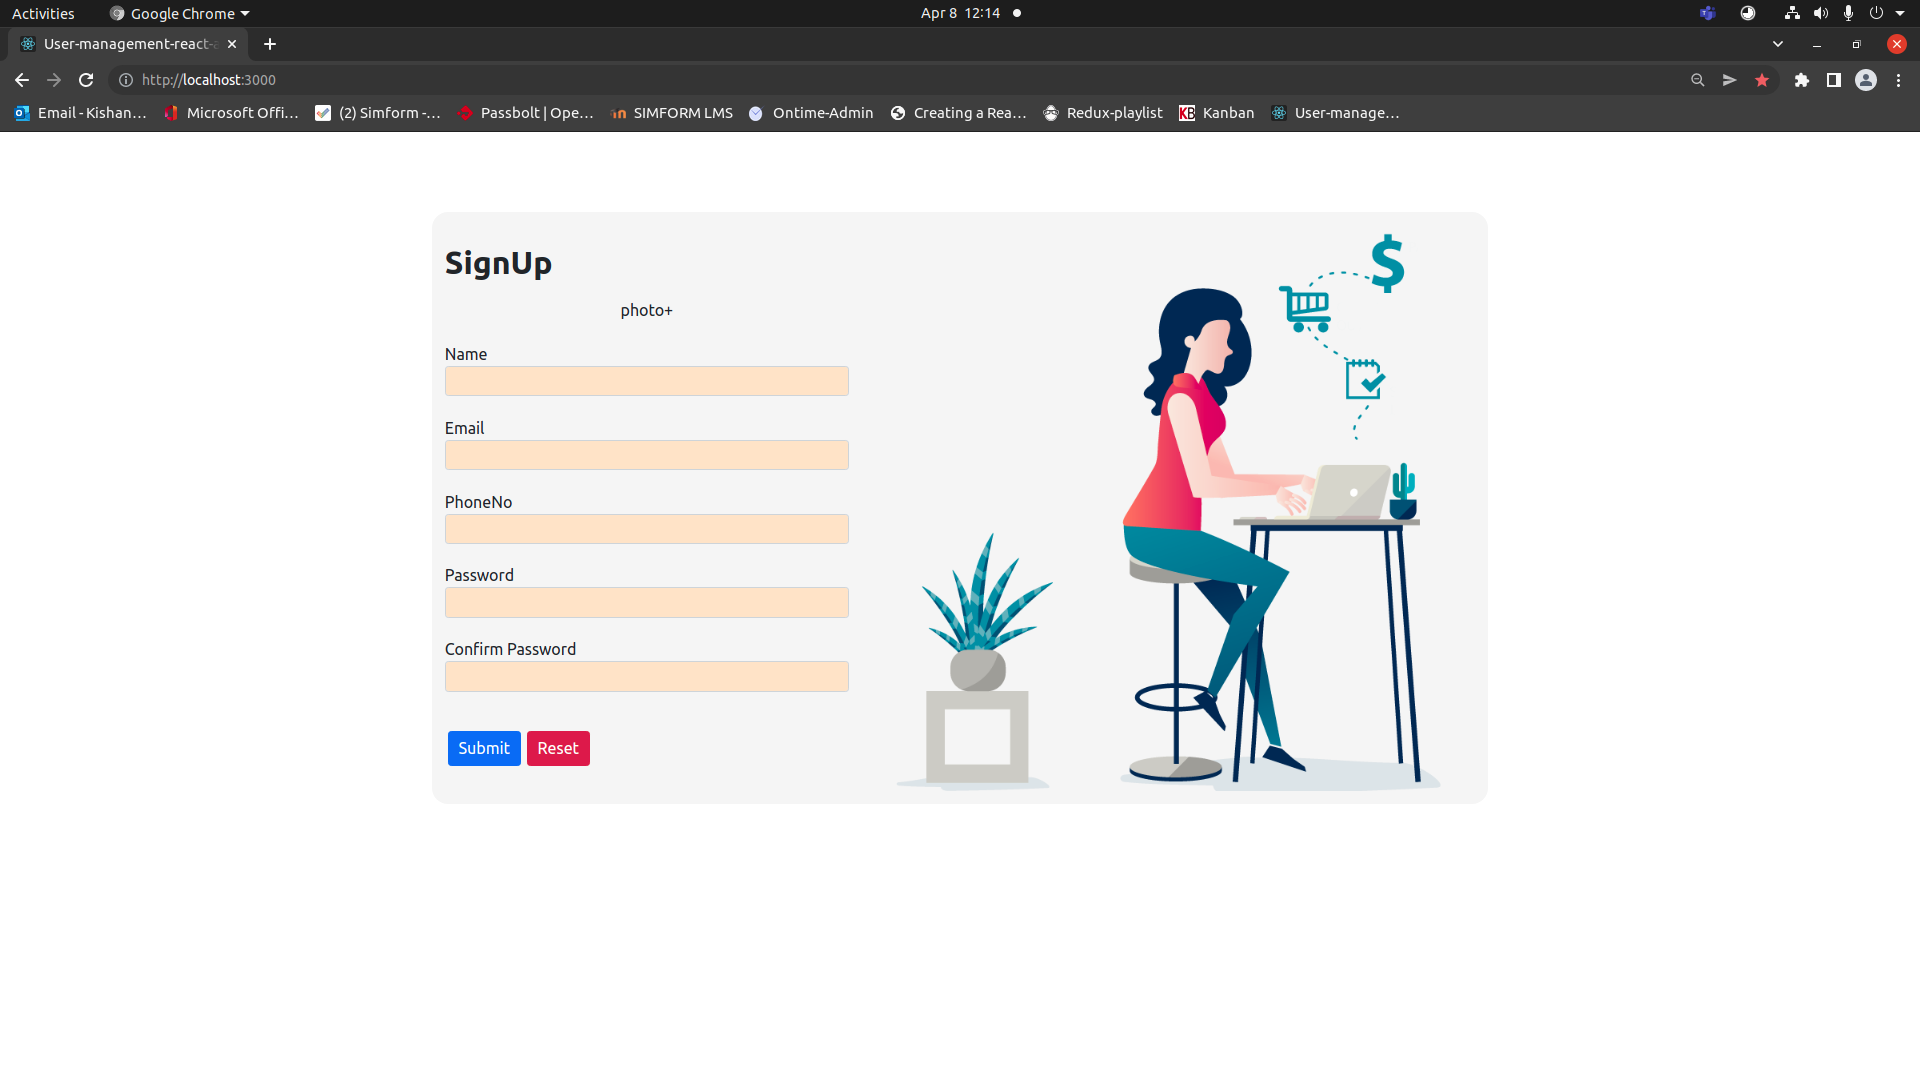 Activities Google Chrome Apr 8 12:14
User-management-react-a
http://localhost:3000
Email - Kishan... Microsoft Offi... (2) Simform -... Passbolt | Ope... SIMFORM LMS Ontime-Admin Creating a Rea... Redux-playlist KB Kanban User-manage...
SignUp
$
photo+
Name
Email
PhoneNo
Password
Confirm Password
Submit Reset